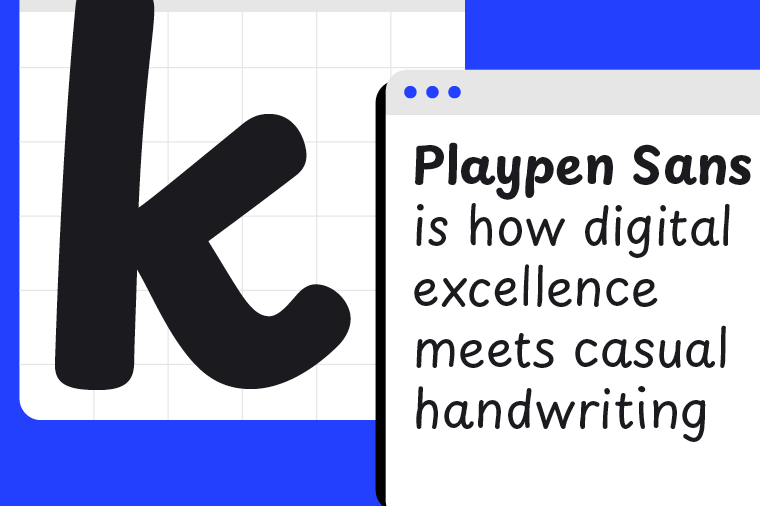 k
Playpen Sans
is how digital
excellence
meets casual
handwriting